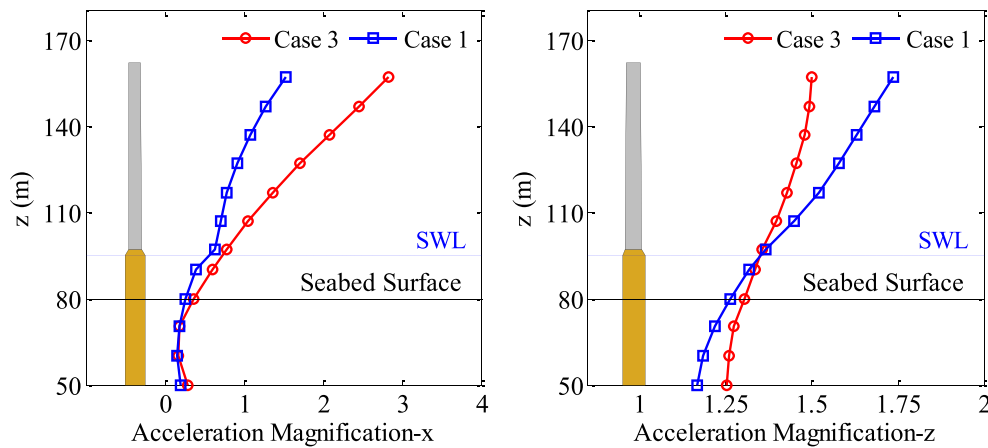 Case 3 Case 1
170
140
110
80
50
z (m)
SWL
Seabed Surface
0 1 2 3 4
Acceleration Magnification-x
Case 3 Case 1
170
140
110
80
50
z (m)
SWL
Seabed Surface
1 1.25 1.5 1.75 2
Acceleration Magnification-z